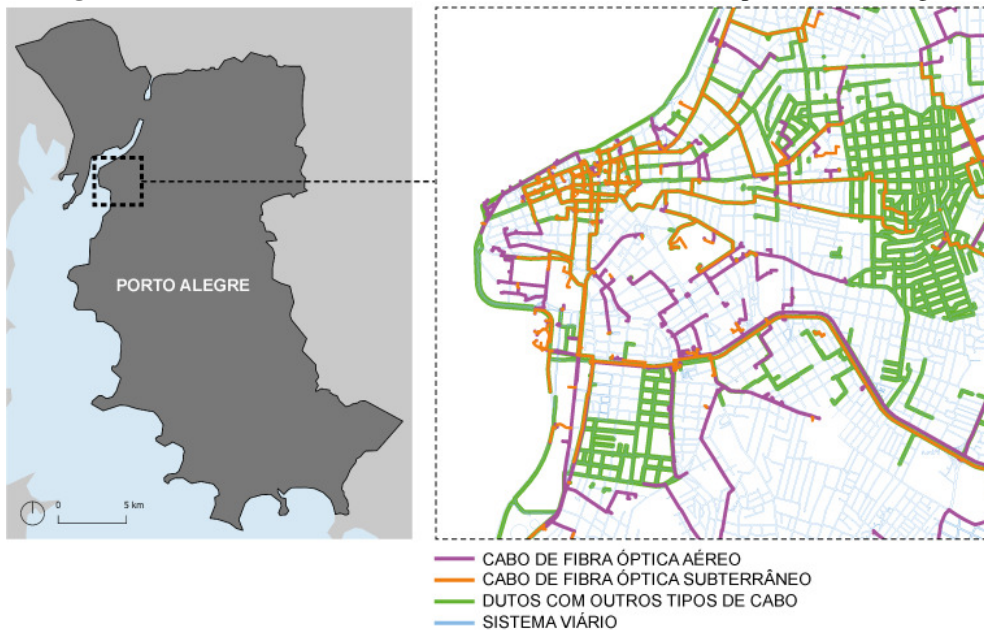 PORTO ALEGRE
0 5 km
CABO DE FIBRA ÓPTICA AÉREO
CABO DE FIBRA ÓPTICA SUBTERRÂNEO
DUTOS COM OUTROS TIPOS DE CABO
SISTEMA VIÁRIO